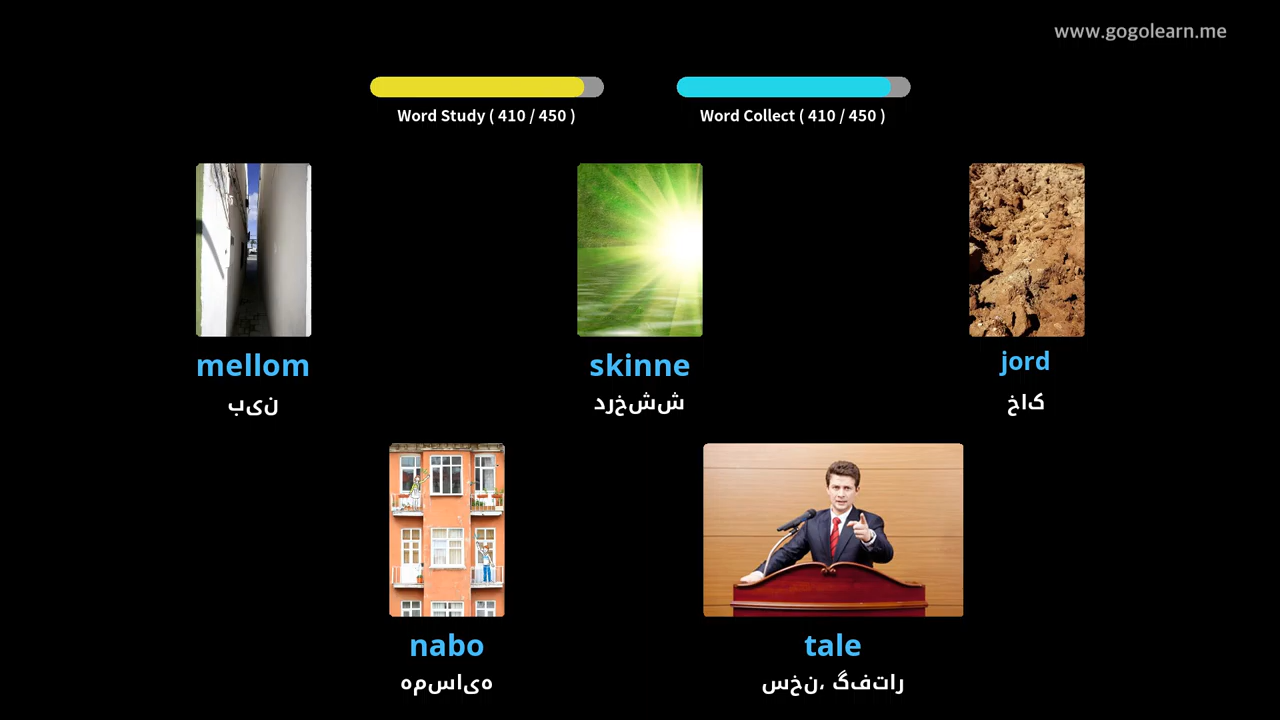 www.gogolearn.me
Word Study ( 410 / 450 )
Word Collect ( 410 / 450 )
mellom
بین
skinne
درخشش
jord
خاک
nabo
همسایه
tale
سخن، گفتار